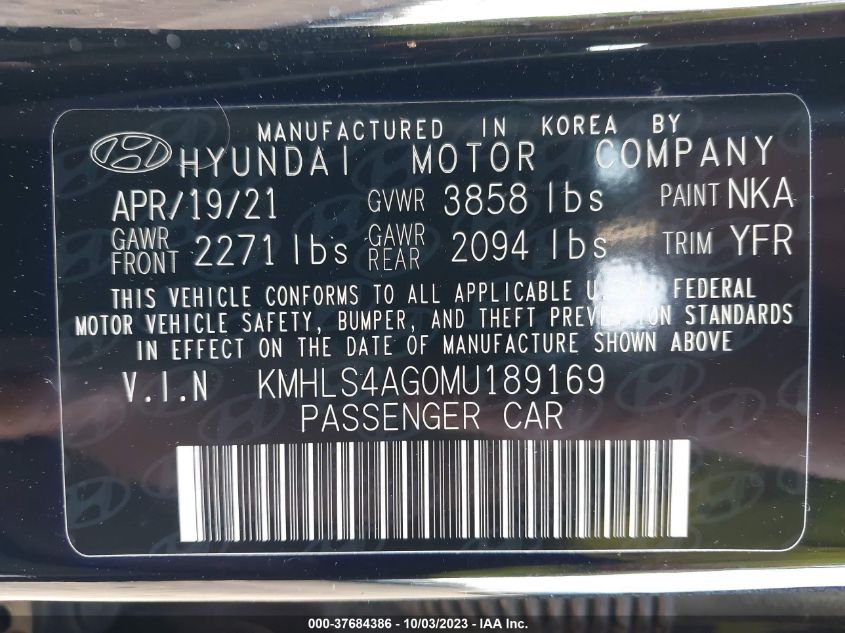 MANUFACTURED IN KOREA BY
HYUNDAI MOTOR COMPANY
APR/19/21 GVWR 3858 lbs PAINT NKA
GAWR FRONT 2271 lbs GAWR REAR 2094 lbs TRIM YFR
THIS VEHICLE CONFORMS TO ALL APPLICABLE FEDERAL
MOTOR VEHICLE SAFETY, BUMPER, AND THEFT PREVENTION STANDARDS
IN EFFECT ON THE DATE OF MANUFACTURE SHOWN ABOVE.
V.I.N KMHLS4AG0MU189169
PASSENGER CAR
000-37684386 - 10/03/2023 - IAA Inc.